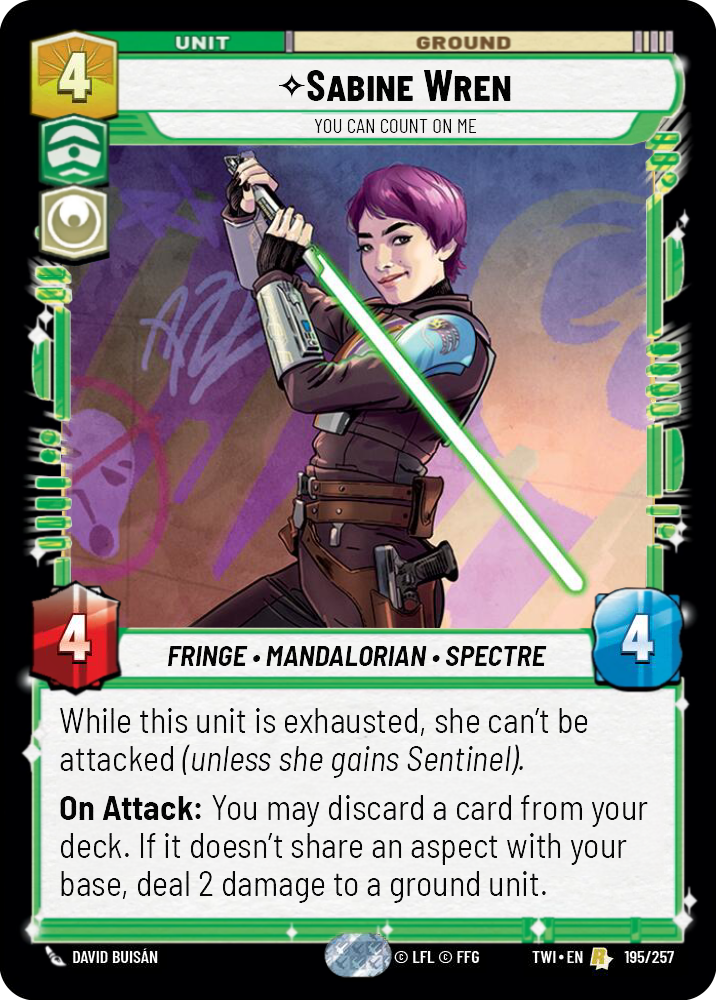 UNIT
GROUND
4
SABINE WREN
YOU CAN COUNT ON ME
4
4
FRINGE • MANDALORIAN • SPECTRE
While this unit is exhausted, she can't be
attacked (unless she gains Sentinel).
On Attack: You may discard a card from your
deck. If it doesn't share an aspect with your
base, deal 2 damage to a ground unit.
DAVID BUISÁN
© LFL © FFG
TWI • EN R 195/257